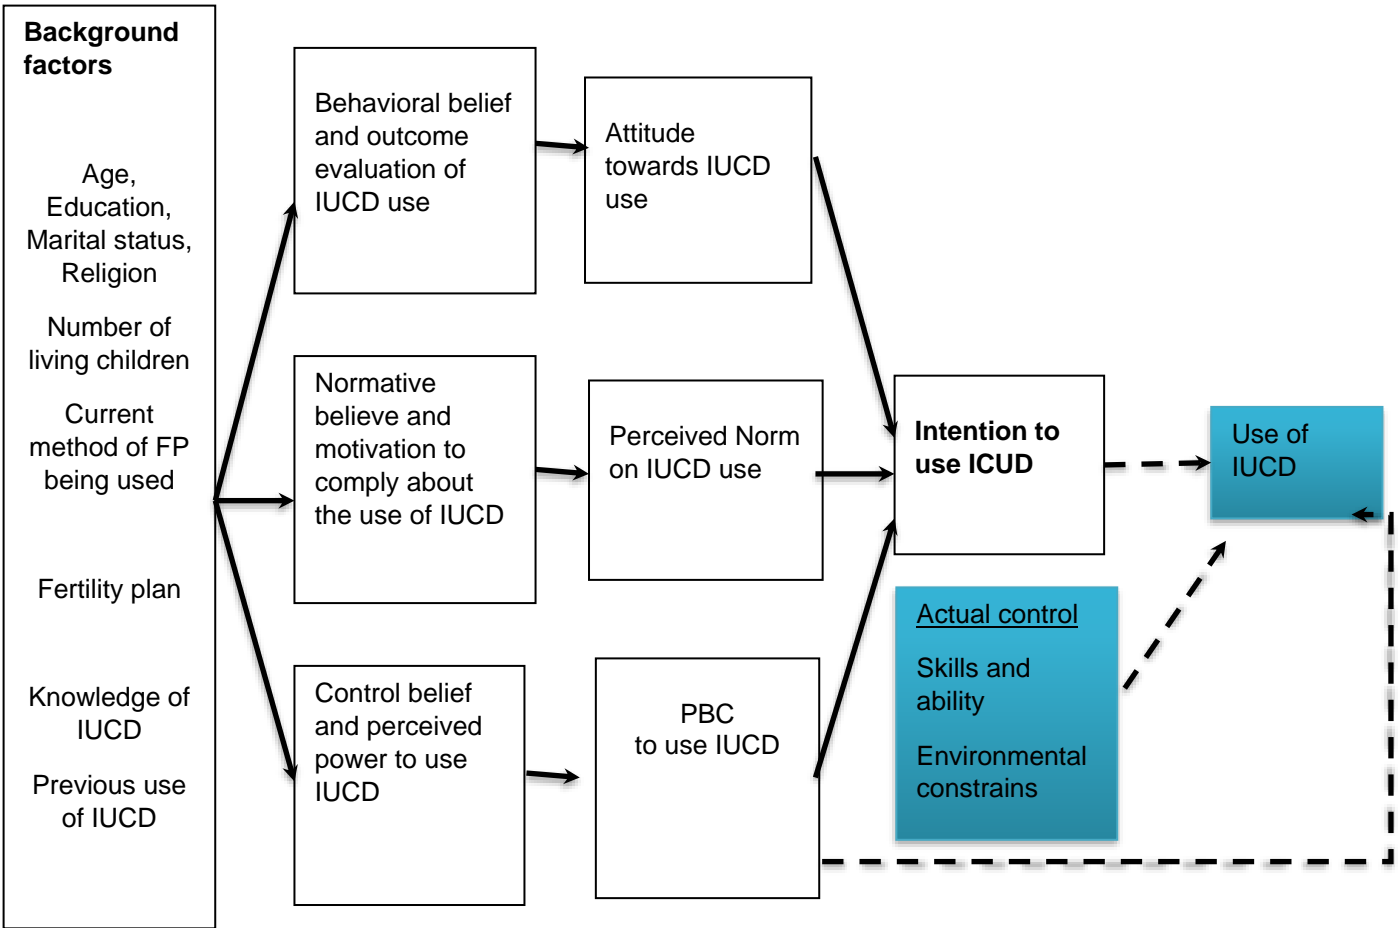 Background
factors
Age,
Education,
Marital status,
Religion
Number of
living children
Current
method of FP
being used
Fertility plan
Knowledge of
IUCD
Previous use
of IUCD
Behavioral belief
and outcome
evaluation of
IUCD use
Attitude
towards IUCD
use
Normative
believe and
motivation to
comply about
the use of IUCD
Perceived Norm
on IUCD use
Control belief
and perceived
power to use
IUCD
PBC
to use IUCD
Intention to
use ICUD
Actual control
Skills and
ability
Environmental
constrains
Use of
IUCD